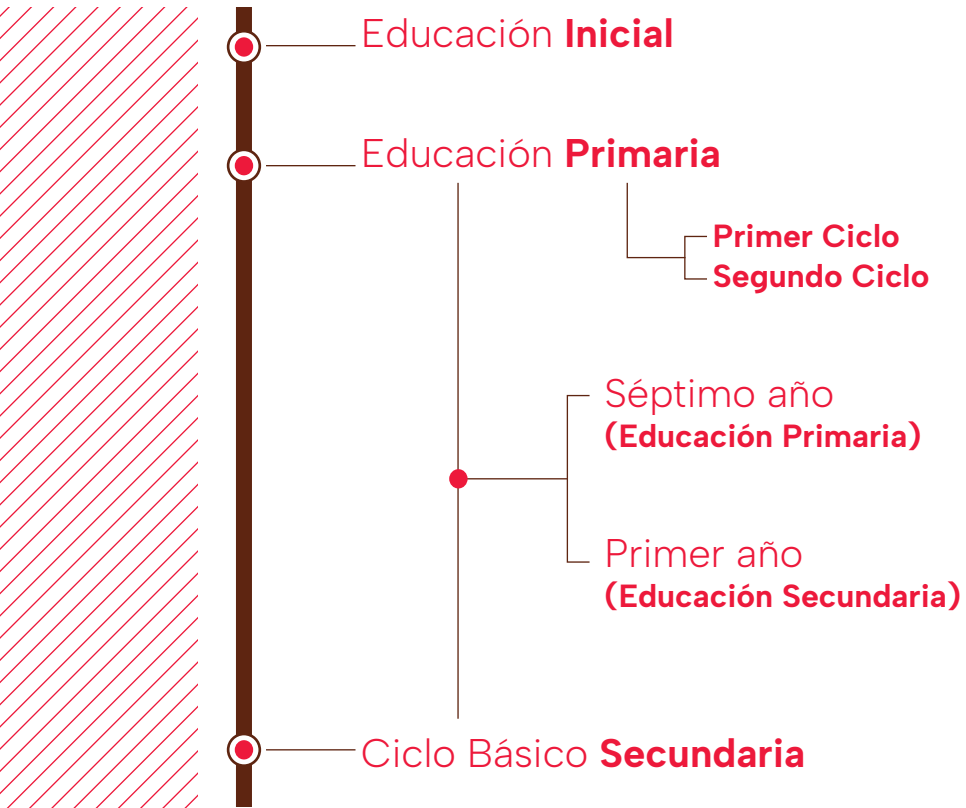 Educación Inicial
Educación Primaria
Primer Ciclo
Segundo Ciclo
Séptimo año
(Educación Primaria)
Primer año
(Educación Secundaria)
Ciclo Básico Secundaria